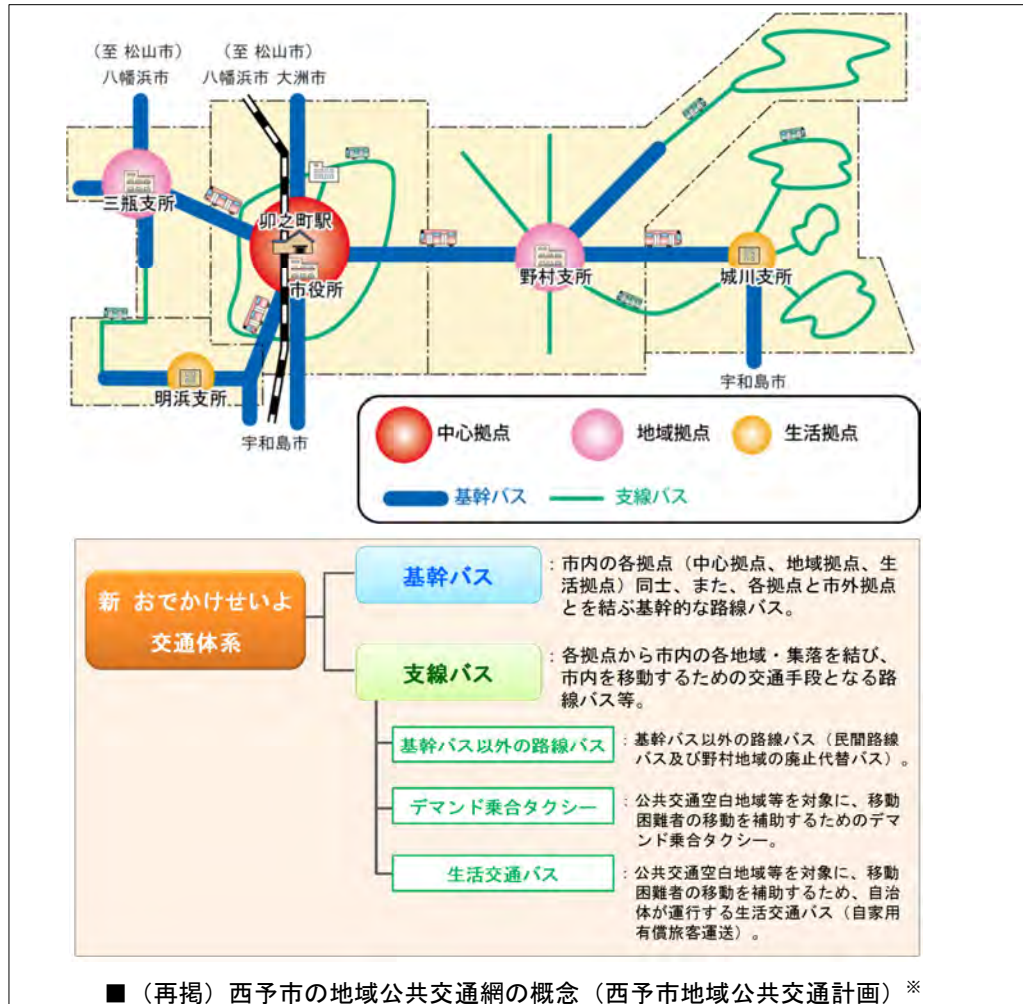 （至 松山市）
八幡浜市
（至 松山市）
八幡浜市 大洲市
三瓶支所
卯之町駅
市役所
野村支所
城川支所
明浜支所
宇和島市
宇和島市
中心拠点
地域拠点
生活拠点
基幹バス
支線バス
新 おでかけせいよ
交通体系
基幹バス
：市内の各拠点（中心拠点、地域拠点、生
活拠点）同士、また、各拠点と市外拠点
とを結ぶ基幹的な路線バス。
支線バス
：各拠点から市内の各地域・集落を結び、
市内を移動するための交通手段となる路
線バス等。
基幹バス以外の路線バス
：基幹バス以外の路線バス（民間路線
バス及び野村地域の廃止代替バス）。
デマンド乗合タクシー
：公共交通空白地域等を対象に、移動
困難者の移動を補助するためのデマ
ンド乗合タクシー。
生活交通バス
：公共交通空白地域等を対象に、移動
困難者の移動を補助するため、自治
体が運行する生活交通バス（自家用
有償旅客運送）。
■（再掲）西予市の地域公共交通網の概念（西予市地域公共交通計画）※